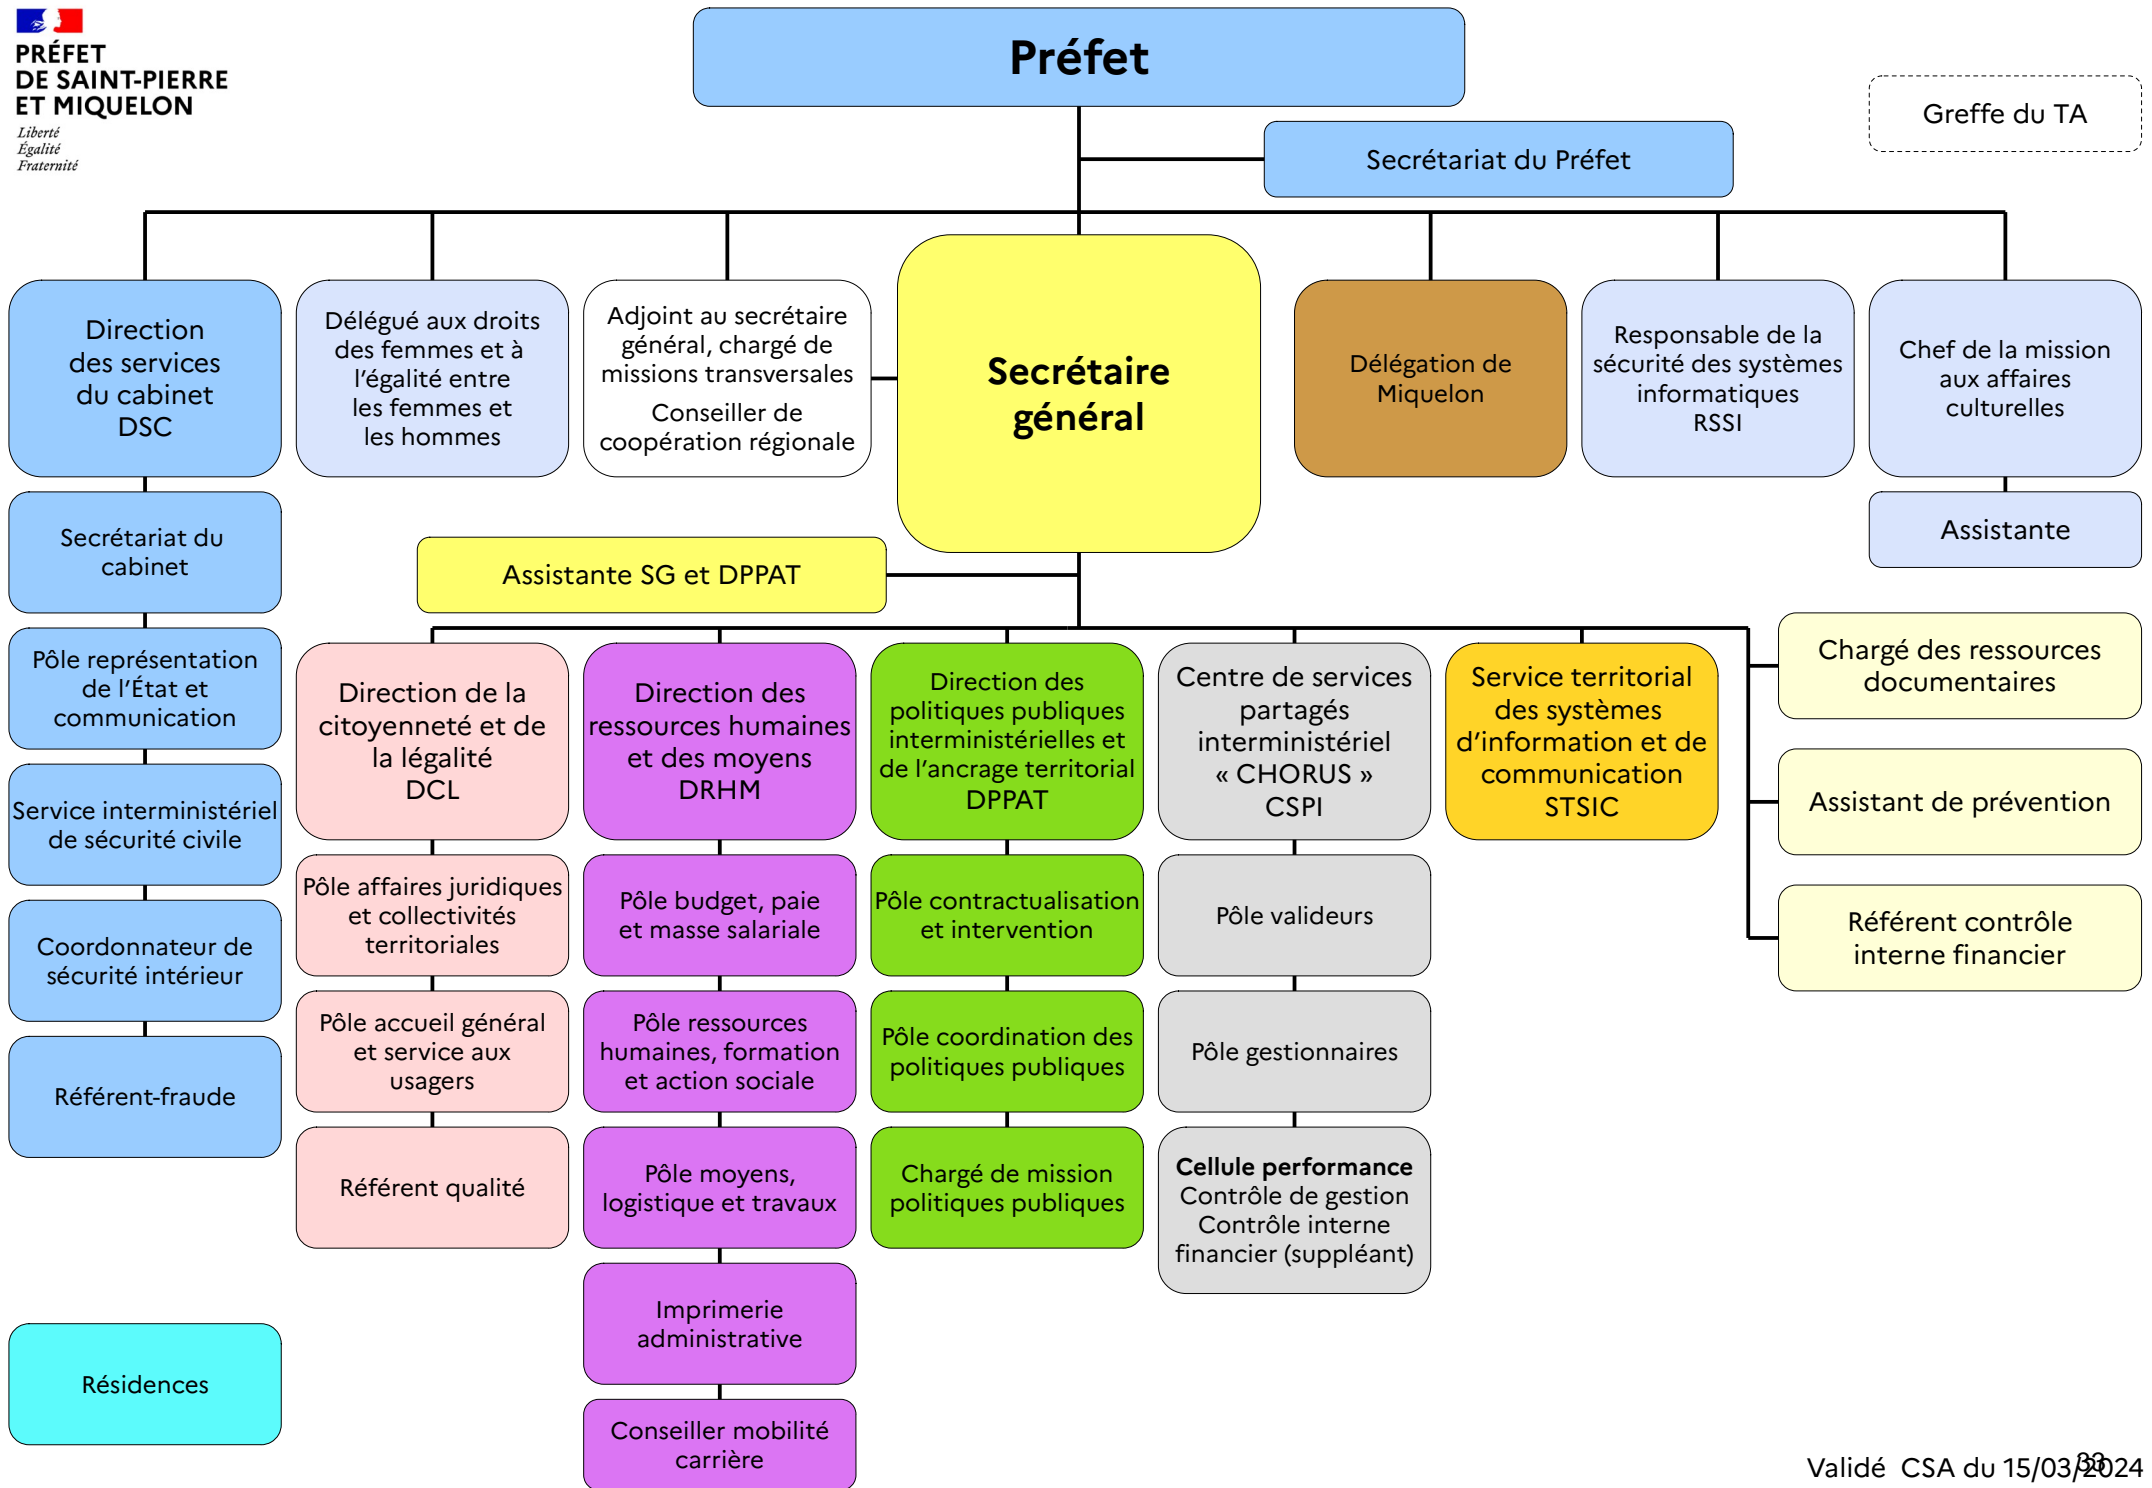 PRÉFET
DE SAINT-PIERRE
ET MIQUELON
Liberté
Égalité
Fraternité
Préfet
Greffe du TA
Secrétariat du Préfet
Direction
des services
du cabinet
DSC
Délégué aux droits
des femmes et à
l'égalité entre
les femmes et
les hommes
Adjoint au secrétaire
général, chargé de
missions transversales
Conseiller de
coopération régionale
Secrétaire
général
Délégation de
Miquelon
Responsable de la
sécurité des systèmes
informatiques
RSSI
Chef de la mission
aux affaires
culturelles
Assistante
Secrétariat du
cabinet
Pôle représentation
de l'État et
communication
Service interministériel
de sécurité civile
Coordonnateur de
sécurité intérieur
Référent-fraude
Assistante SG et DPPAT
Direction de la
citoyenneté et de
la légalité
DCL
Pôle affaires juridiques
et collectivités
territoriales
Pôle accueil général
et service aux
usagers
Référent qualité
Direction des
ressources humaines
et des moyens
DRHM
Pôle budget, paie
et masse salariale
Pôle ressources
humaines, formation
et action sociale
Pôle moyens,
logistique et travaux
Imprimerie
administrative
Conseiller mobilité
carrière
Direction des
politiques publiques
interministérielles et
de l'ancrage territorial
DPPAT
Pôle contractualisation
et intervention
Pôle coordination des
politiques publiques
Chargé de mission
politiques publiques
Centre de services
partagés
interministériel
« CHORUS »
CSPI
Pôle valideurs
Pôle gestionnaires
Cellule performance
Contrôle de gestion
Contrôle interne
financier (suppléant)
Service territorial
des systèmes
d'information et de
communication
STSIC
Chargé des ressources
documentaires
Assistant de prévention
Référent contrôle
interne financier
Résidences
Validé CSA du 15/03/2024
33